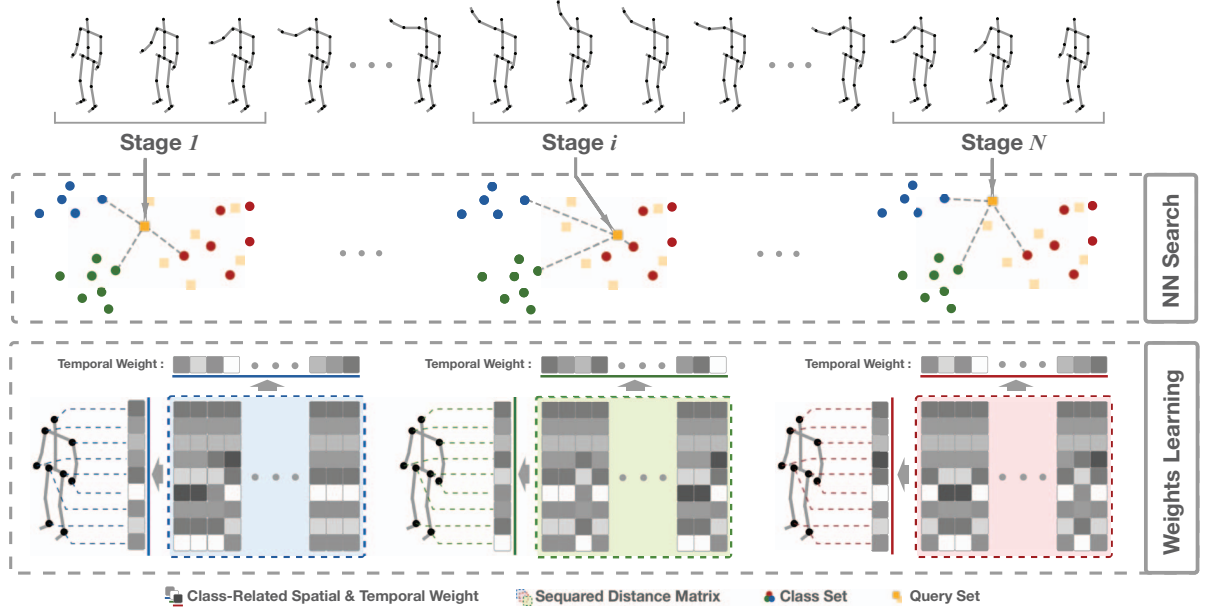 Stage 1
Stage i
Stage N
NN Search
Temporal Weight :
Temporal Weight :
Temporal Weight :
Weights Learning
Class-Related Spatial & Temporal Weight
Sequared Distance Matrix
Class Set
Query Set